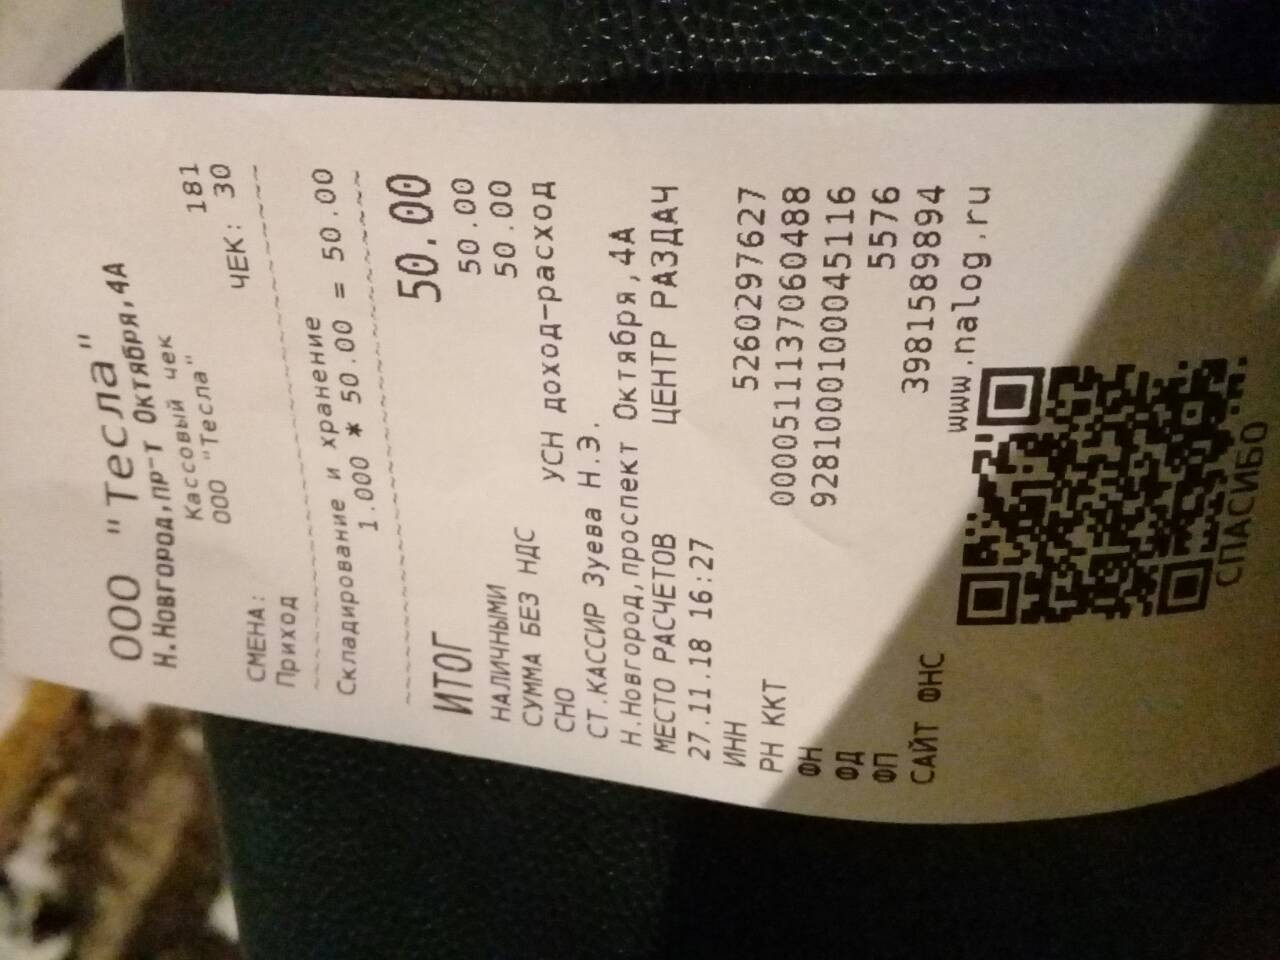 ООО "Тесла"
Н.Новгород,пр-т Октября,4А
Кассовый чек
ООО "Тесла" 181
СМЕНА: ЧЕК: 30
Приход
Складирование и хранение
1.000 * 50.00 = 50.00
ИТОГ 50.00
НАЛИЧНЫМИ 50.00
СУММА БЕЗ НДС 50.00
СНО УСН доход-расход
СТ.КАССИР Зуева Н.Э.
Н.Новгород,проспект Октября,4А
МЕСТО РАСЧЕТОВ ЦЕНТР РАЗДАЧ
27.11.18 16:27
ИНН 5260297627
РН ККТ 0000511137060488
ФН 9281000100045116
ФД 5576
ФП 3981589894
САЙТ ФНС www.nalog.ru
СПАСИБО